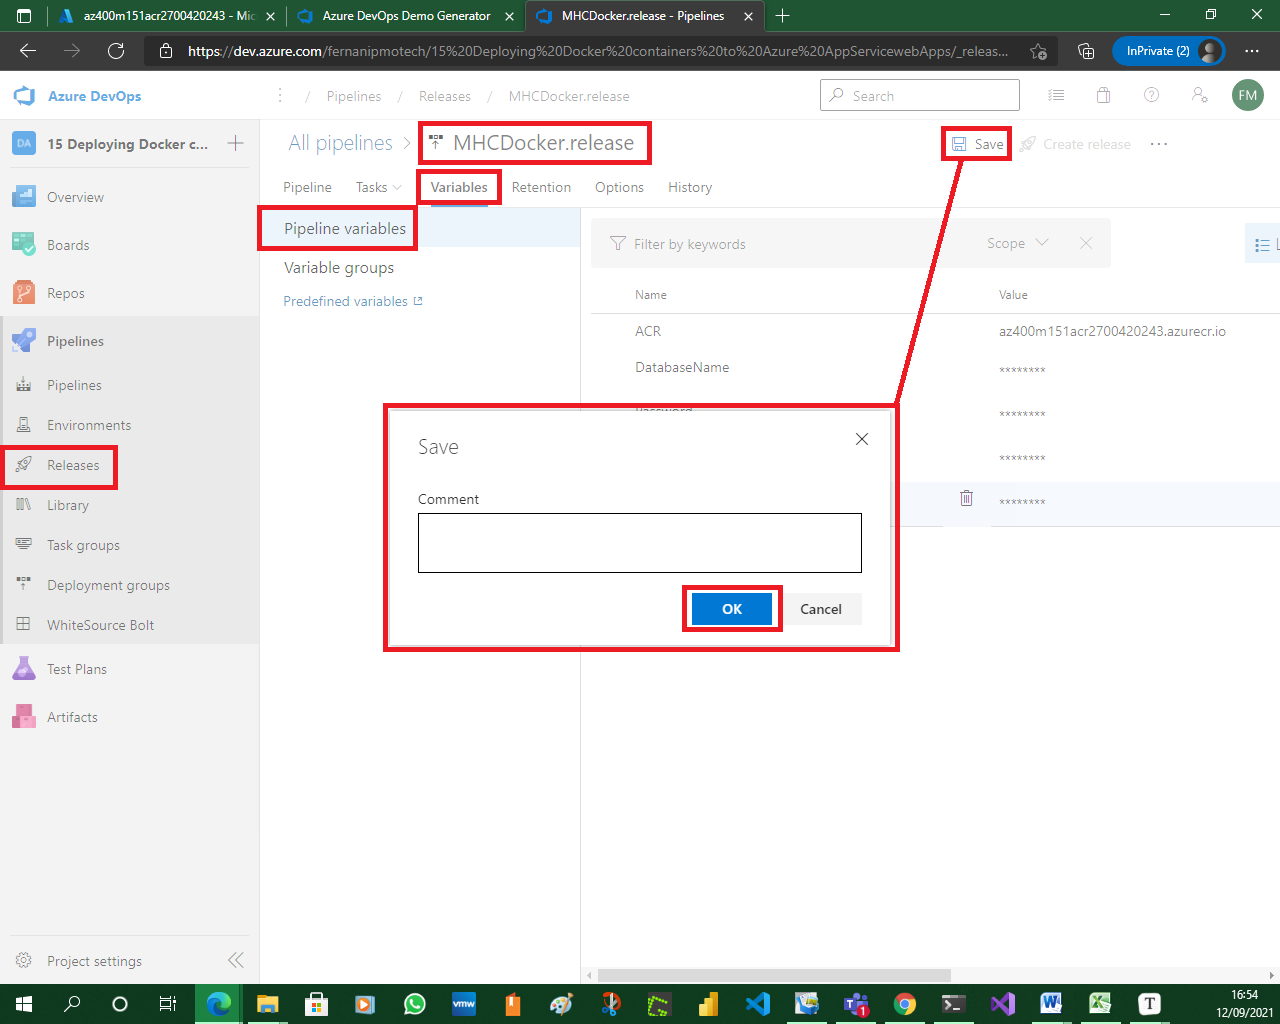 az400m151acr2700420243 - Mic
Azure DevOps Demo Generator
MHCDocker.release - Pipelines
https://dev.azure.com/fernanipmotech/15%20Deploying%20Docker%20containers%20to%20Azure%20AppServicewebApps/_releas...
InPrivate (2)
Azure DevOps
/ Pipelines / Releases / MHCDocker.release
Search
FM
DA
15 Deploying Docker c...
All pipelines
MHCDocker.release
Save
Create release
Pipeline
Tasks
Variables
Retention
Options
History
Overview
Boards
Repos
Pipelines
Pipelines
Environments
Releases
Library
Task groups
Deployment groups
WhiteSource Bolt
Test Plans
Artifacts
Project settings
Pipeline variables
Variable groups
Predefined variables
Filter by keywords
Scope
Name
Value
ACR
az400m151acr2700420243.azurecr.io
DatabaseName
********
Password
********
********
********
Save
Comment
OK
Cancel
vmw
1
T
16:54
12/09/2021